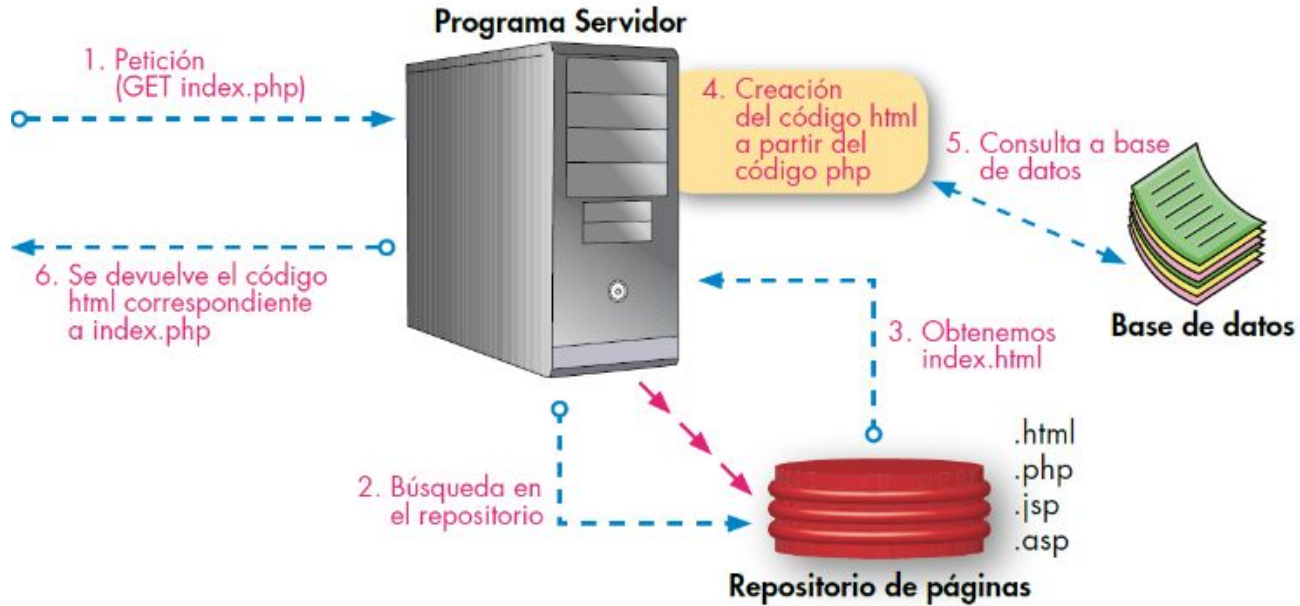 Programa Servidor
1. Petición
(GET index.php)
4. Creación
del código html
a partir del
código php
5. Consulta a base
de datos
6. Se devuelve el código
html correspondiente
a index.php
Base de datos
3. Obtenemos
index.html
2. Búsqueda en
el repositorio
.html
.php
.jsp
.asp
Repositorio de páginas